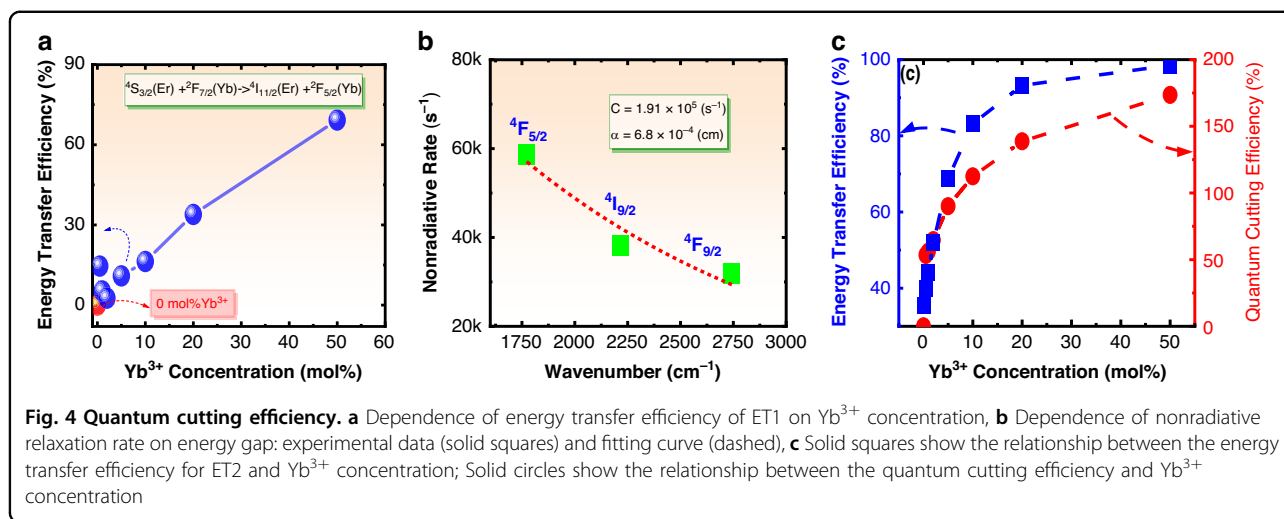 a
Energy Transfer Efficiency (%)
90
60
30
0
⁴S₃/₂(Er) +²F₇/₂(Yb)->⁴I₁₁/₂(Er) +²F₅/₂(Yb)
0 mol%Yb³⁺
0 10 20 30 40 50 60
Yb³⁺ Concentration (mol%)
b
Nonradiative Rate (s⁻¹)
80k
60k
40k
20k
C = 1.91 × 10⁵ (s⁻¹)
α = 6.8 × 10⁻⁴ (cm)
⁴F₅/₂
⁴I₉/₂
⁴F₉/₂
1750 2000 2250 2500 2750 3000
Wavenumber (cm⁻¹)
c
(c)
Energy Transfer Efficiency (%)
100
80
60
40
200
150
100
50
0
Quantum Cutting Efficiency (%)
0 10 20 30 40 50
Yb³⁺ Concentration (mol%)
Fig. 4 Quantum cutting efficiency. a Dependence of energy transfer efficiency of ET1 on Yb³⁺ concentration, b Dependence of nonradiative
relaxation rate on energy gap: experimental data (solid squares) and fitting curve (dashed), c Solid squares show the relationship between the energy
transfer efficiency for ET2 and Yb³⁺ concentration; Solid circles show the relationship between the quantum cutting efficiency and Yb³⁺
concentration